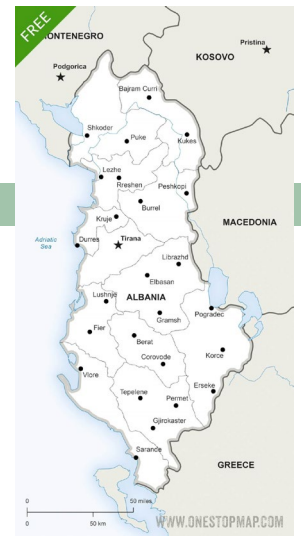 FREE
MONTENEGRO
KOSOVO
Pristina
Podgorica
Bajram Curri
Shkoder
Puke
Kukes
Lezhe
Rreshen
Peshkopi
Burrel
Kruje
MACEDONIA
Adriatic
Sea
Durres
Tirana
Librazhd
Elbasan
Lushnje
ALBANIA
Gramsh
Pogradec
Fier
Berat
Corovode
Korce
Vlore
Tepelene
Permet
Erseke
Gjirokaster
Sarande
GREECE
0 50 miles
0 50 km
WWW.ONESTOPMAP.COM